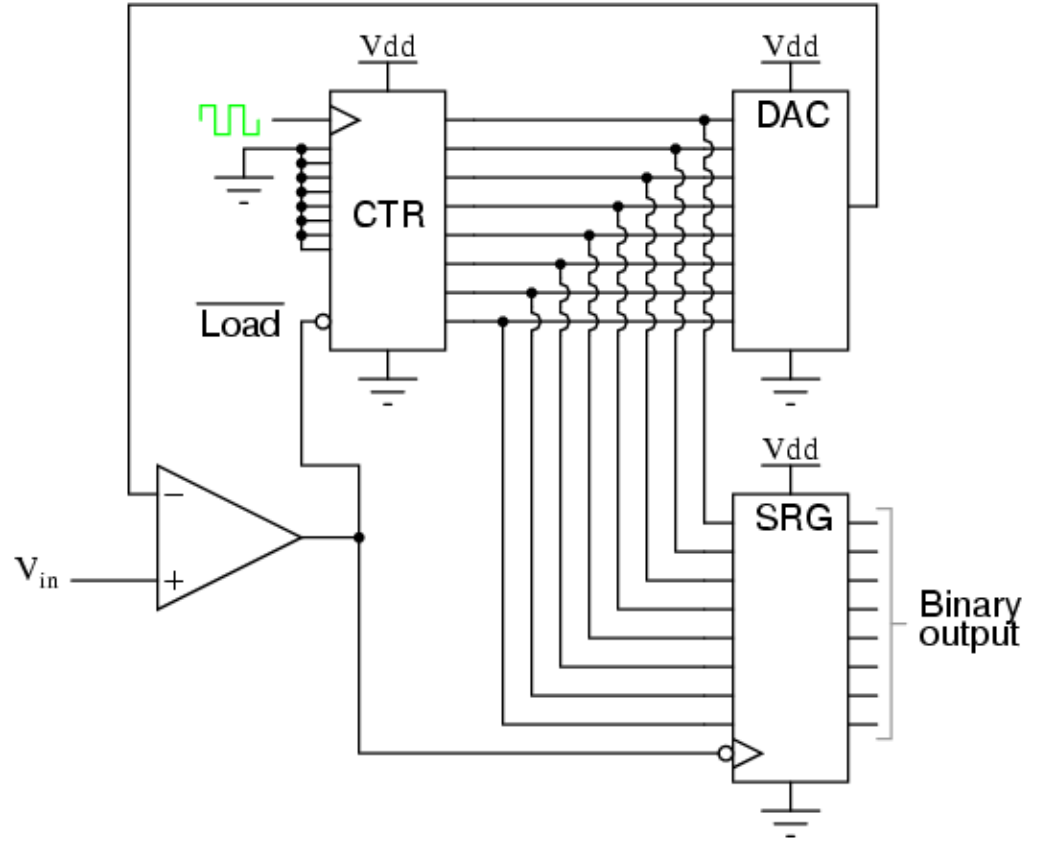 Vdd
Vdd
DAC
CTR
Load
Vdd
SRG
−
Vin
+
Binary
output